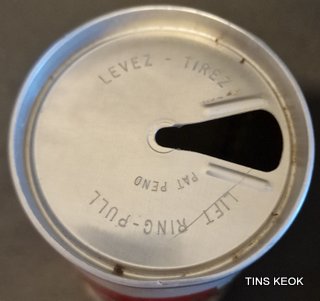 LEVEZ - TIREZ
PAT PEND
LIFT RING-PULL
TINS KEOK